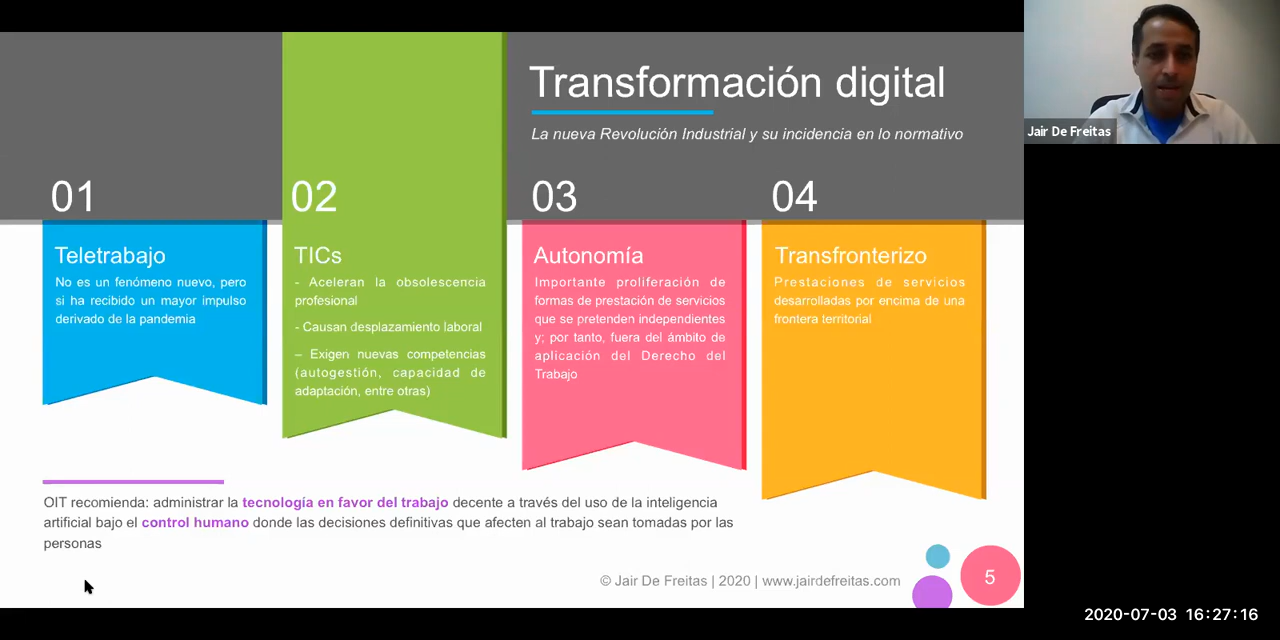 Transformación digital
La nueva Revolución Industrial y su incidencia en lo normativo
Jair De Freitas
01
Teletrabajo
No es un fenómeno nuevo, pero
si ha recibido un mayor impulso
derivado de la pandemia
02
TICs
- Aceleran la obsolescencia
profesional
- Causan desplazamiento laboral
– Exigen nuevas competencias
(autogestión, capacidad de
adaptación, entre otras)
03
Autonomía
Importante proliferación de
formas de prestación de servicios
que se pretenden independientes
y; por tanto, fuera del ámbito de
aplicación del Derecho del
Trabajo
04
Transfronterizo
Prestaciones de servicios
desarrolladas por encima de una
frontera territorial
OIT recomienda: administrar la tecnología en favor del trabajo decente a través del uso de la inteligencia
artificial bajo el control humano donde las decisiones definitivas que afecten al trabajo sean tomadas por las
personas
© Jair De Freitas | 2020 | www.jairdefreitas.com
5
2020-07-03 16:27:16